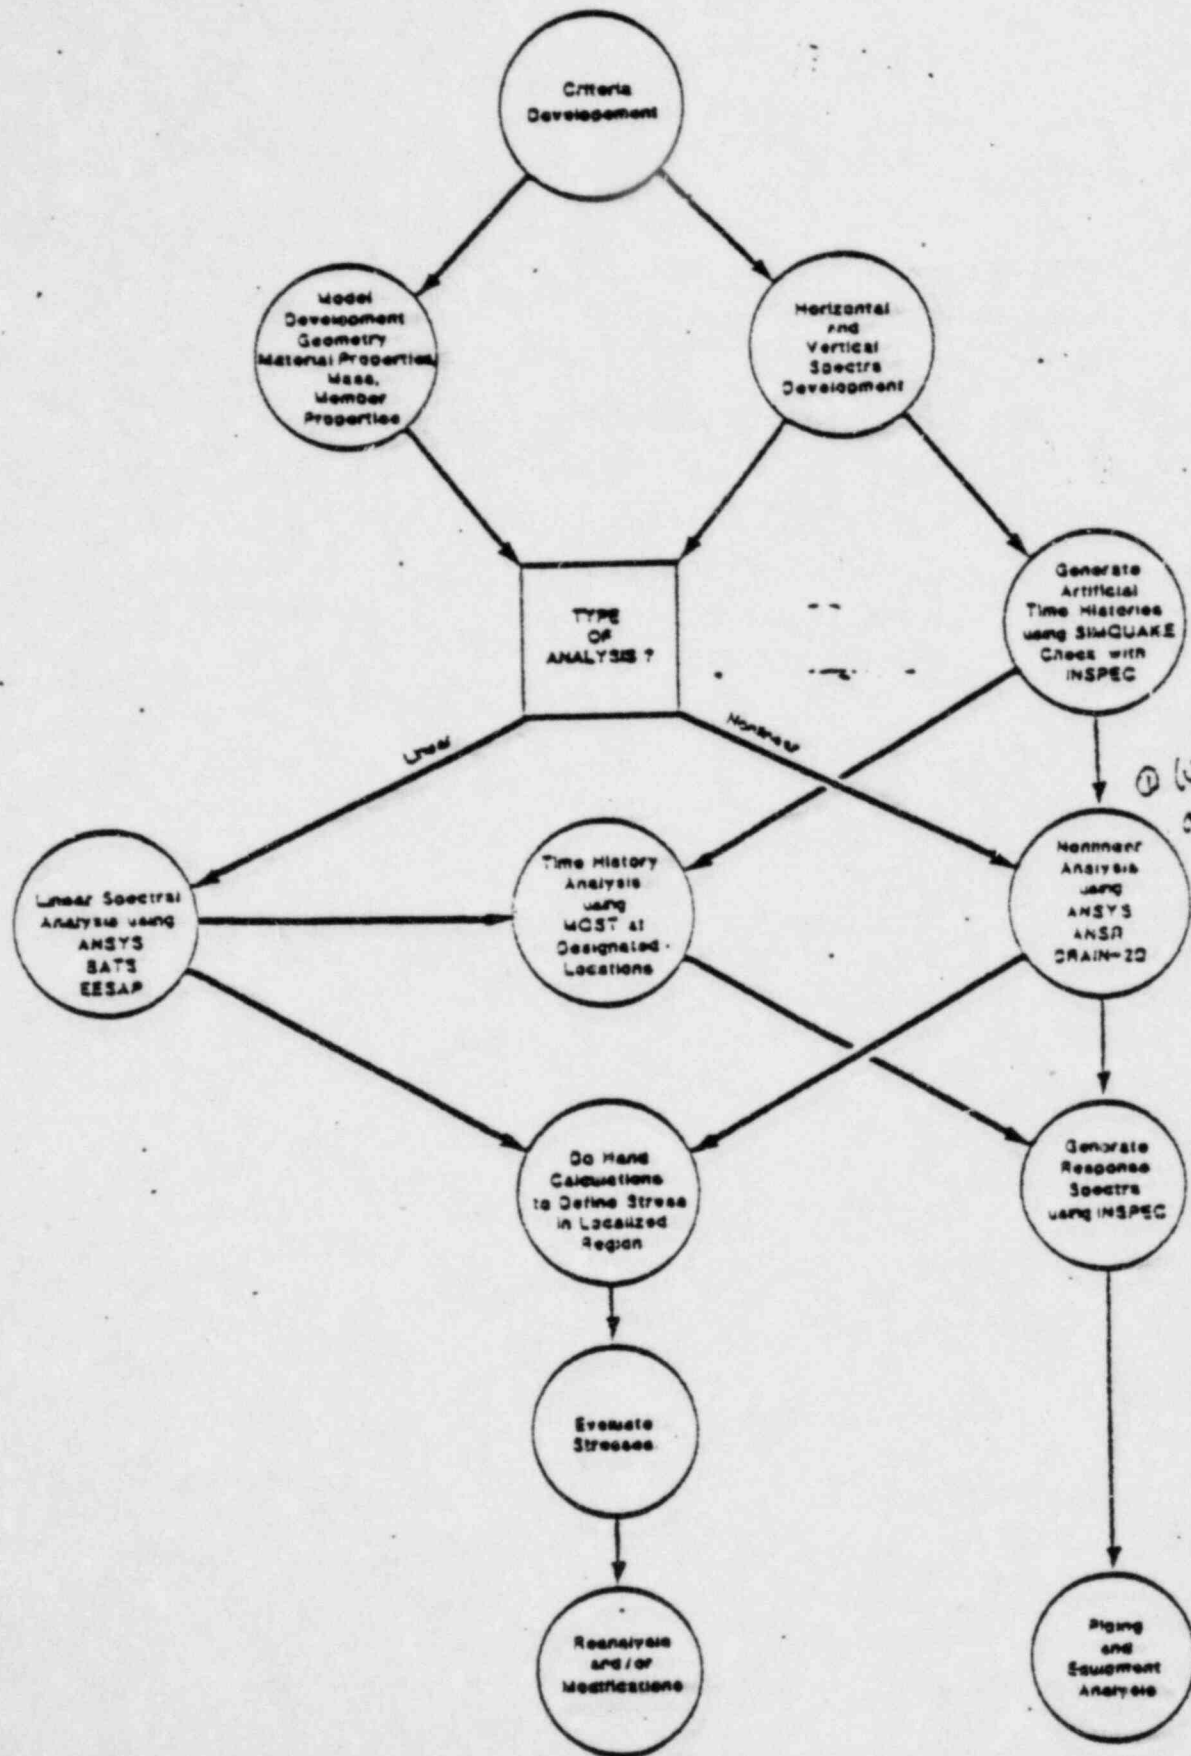 Criteria
Developement
Model
Development
Geometry
Material Properties,
Mass,
Member
Properties
Horizontal
and
Vertical
Spectra
Development
TYPE
OF
ANALYSIS ?
Generate
Artificial
Time Histories
using SIMQUAKE
Check with
INSPEC
Linear
Nonlinear
Linear Spectral
Analysis using
ANSYS
BATS
EESAP
Time History
Analysis
using
MOST at
Designated
Locations
①
Nonlinear
Analysis
using
ANSYS
ANSR
DRAIN-2D
Do Hand
Calculations
to Define Stress
in Localized
Region
Generate
Response
Spectra
using INSPEC
Evaluate
Stresses
Reanalysis
and/or
Modifications
Piping
and
Equipment
Analysis